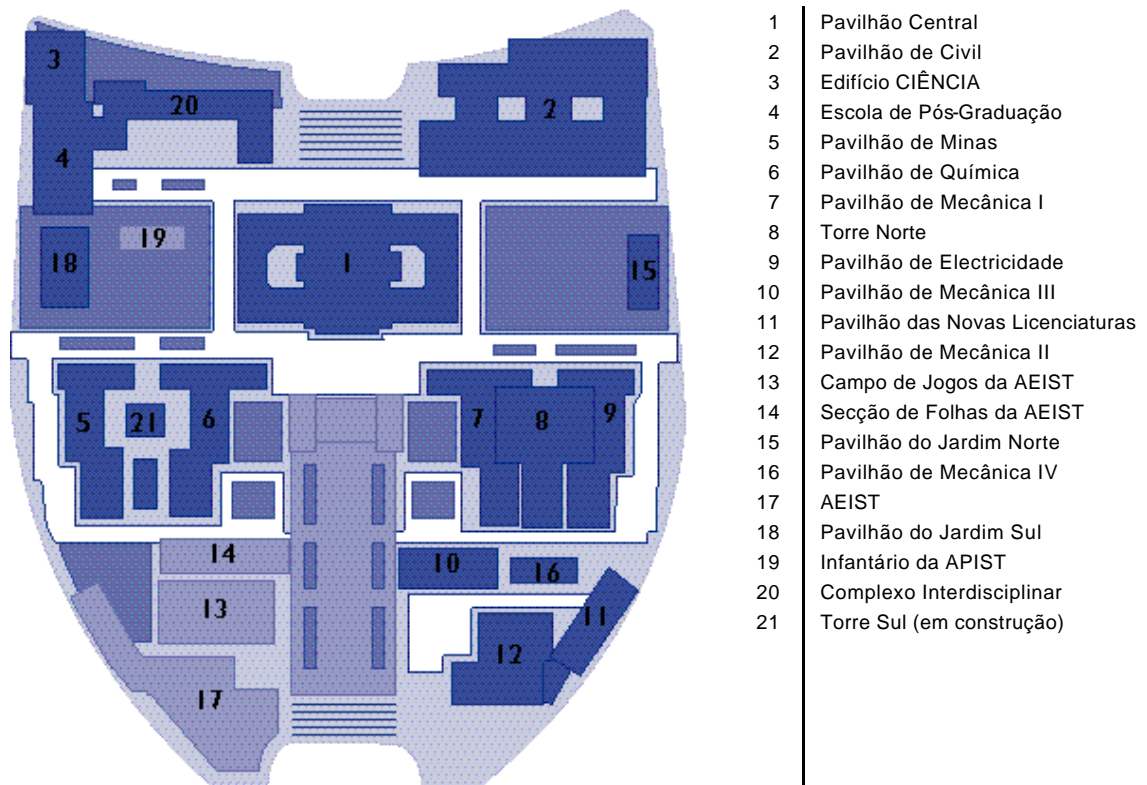 3
20
2
4
19
18
1
15
5
21
6
7
8
9
14
10
16
13
11
12
17
1 Pavilhão Central
2 Pavilhão de Civil
3 Edifício CIÊNCIA
4 Escola de Pós-Graduação
5 Pavilhão de Minas
6 Pavilhão de Química
7 Pavilhão de Mecânica I
8 Torre Norte
9 Pavilhão de Electricidade
10 Pavilhão de Mecânica III
11 Pavilhão das Novas Licenciaturas
12 Pavilhão de Mecânica II
13 Campo de Jogos da AEIST
14 Secção de Folhas da AEIST
15 Pavilhão do Jardim Norte
16 Pavilhão de Mecânica IV
17 AEIST
18 Pavilhão do Jardim Sul
19 Infantário da APIST
20 Complexo Interdisciplinar
21 Torre Sul (em construção)